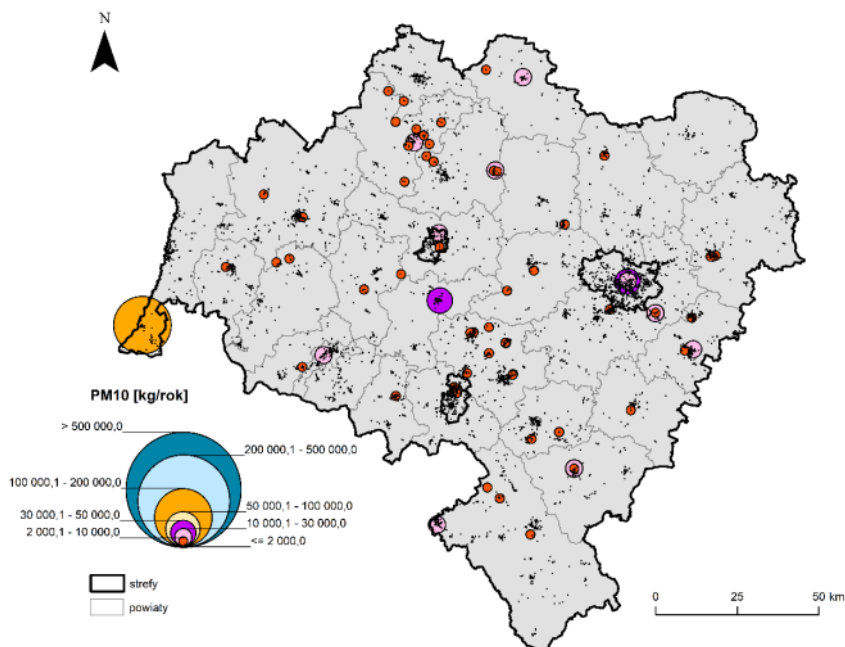 N
PM10 [kg/rok]
> 500 000,0
200 000,1 - 500 000,0
100 000,1 - 200 000,0
50 000,1 - 100 000,0
30 000,1 - 50 000,0
10 000,1 - 30 000,0
2 000,1 - 10 000,0
<= 2 000,0
strefy
powiaty
0 25 50 km